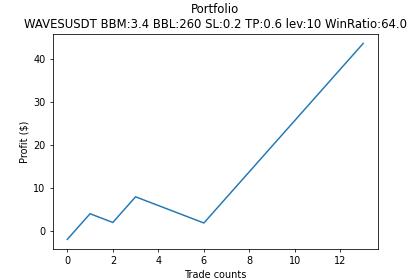 Portfolio
WAVESUSDT BBM:3.4 BBL:260 SL:0.2 TP:0.6 lev:10 WinRatio:64.0
40
30
20
10
0
Profit ($)
0 2 4 6 8 10 12
Trade counts